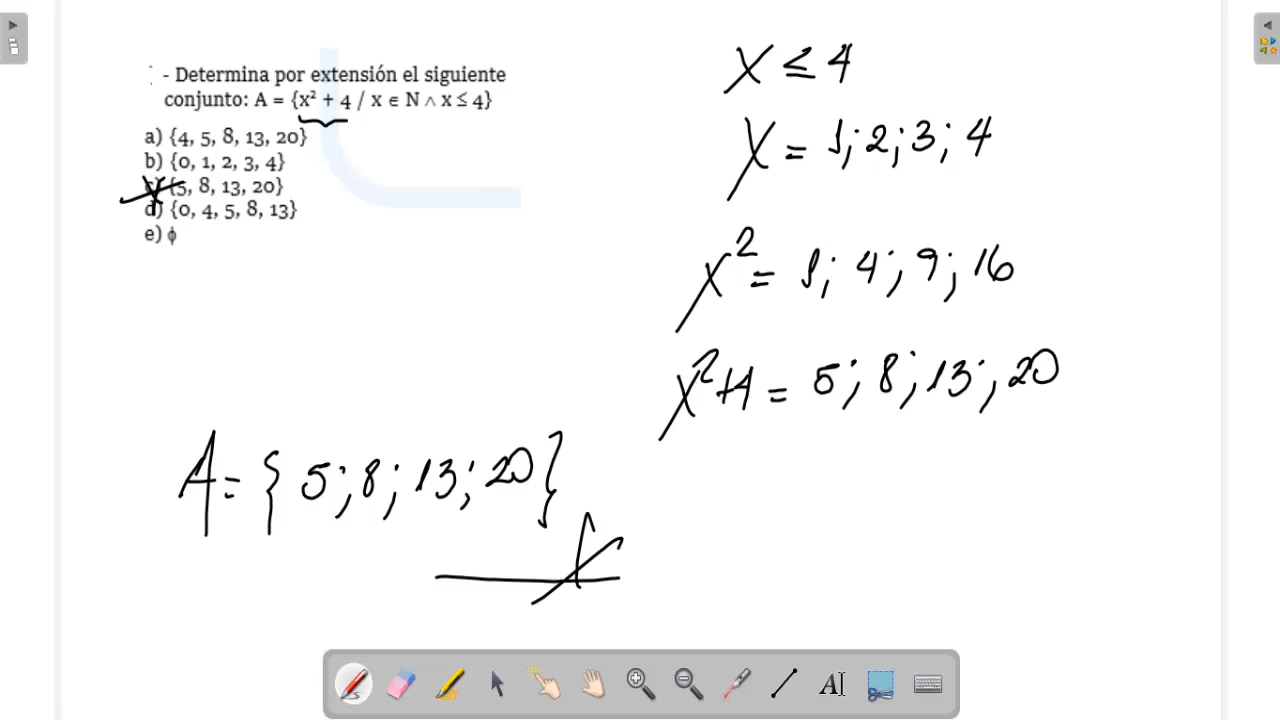 - Determina por extensión el siguiente
conjunto: A = {x² + 4 / x ∈ N ∧ x ≤ 4}
a) {4, 5, 8, 13, 20}
b) {0, 1, 2, 3, 4}
c) {5, 8, 13, 20}
d) {0, 4, 5, 8, 13}
e) ϕ
x ≤ 4
x = 1; 2; 3; 4
x² = 1; 4; 9; 16
x²+4 = 5; 8; 13; 20
A = { 5; 8; 13; 20}